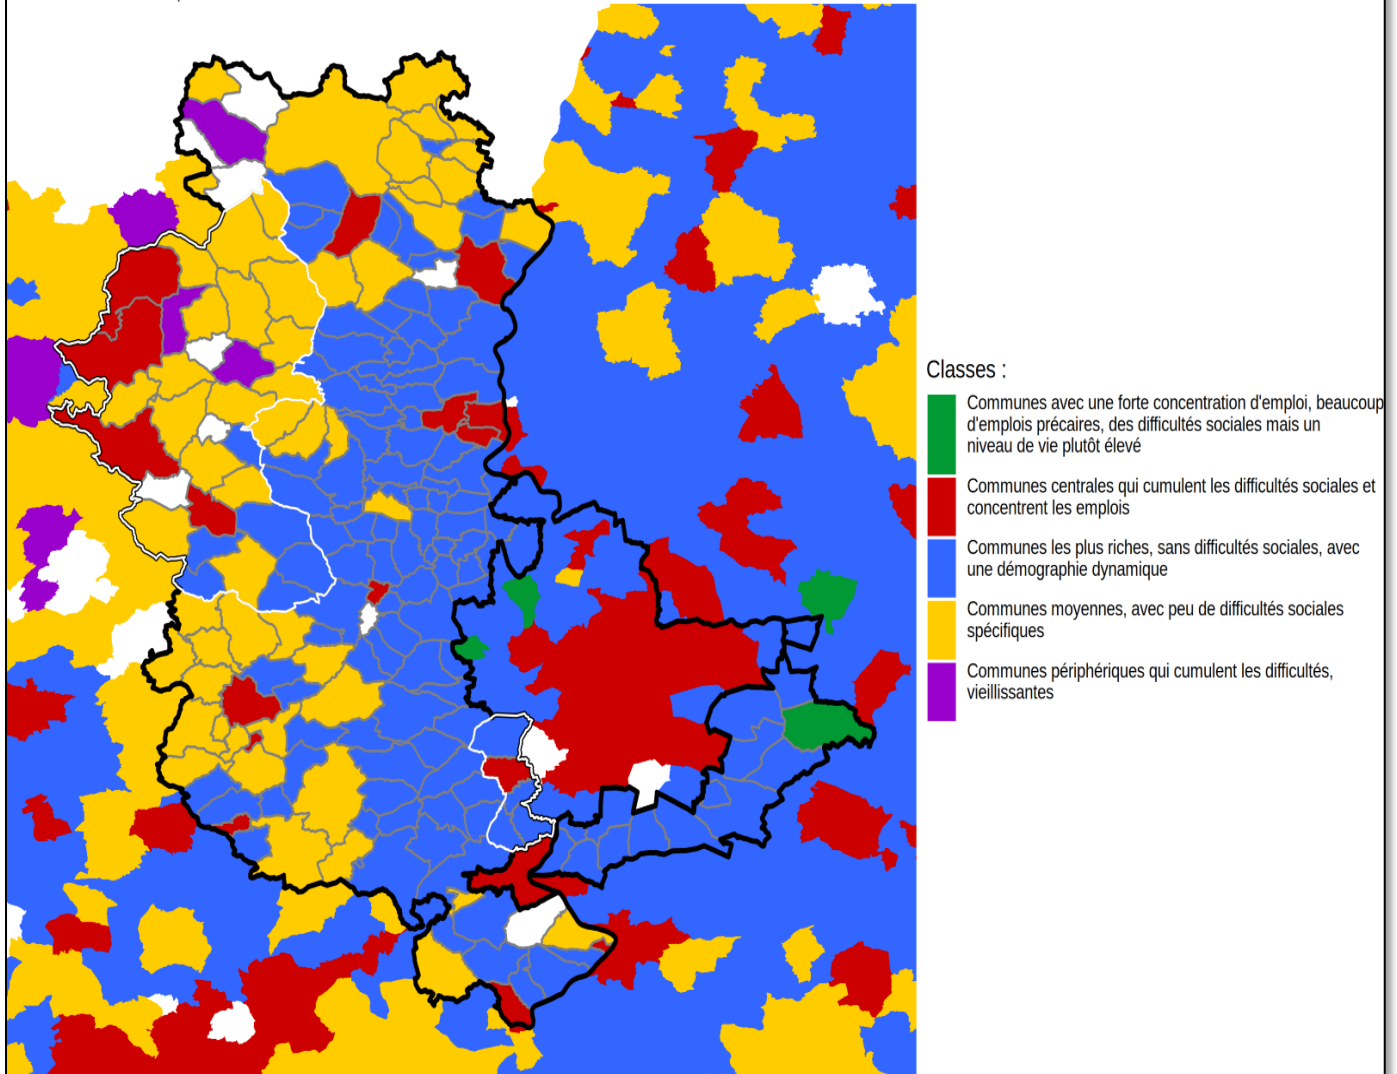 Classes :
Communes avec une forte concentration d'emploi, beaucoup
d'emplois précaires, des difficultés sociales mais un
niveau de vie plutôt élevé
Communes centrales qui cumulent les difficultés sociales et
concentrent les emplois
Communes les plus riches, sans difficultés sociales, avec
une démographie dynamique
Communes moyennes, avec peu de difficultés sociales
spécifiques
Communes périphériques qui cumulent les difficultés,
vieillissantes